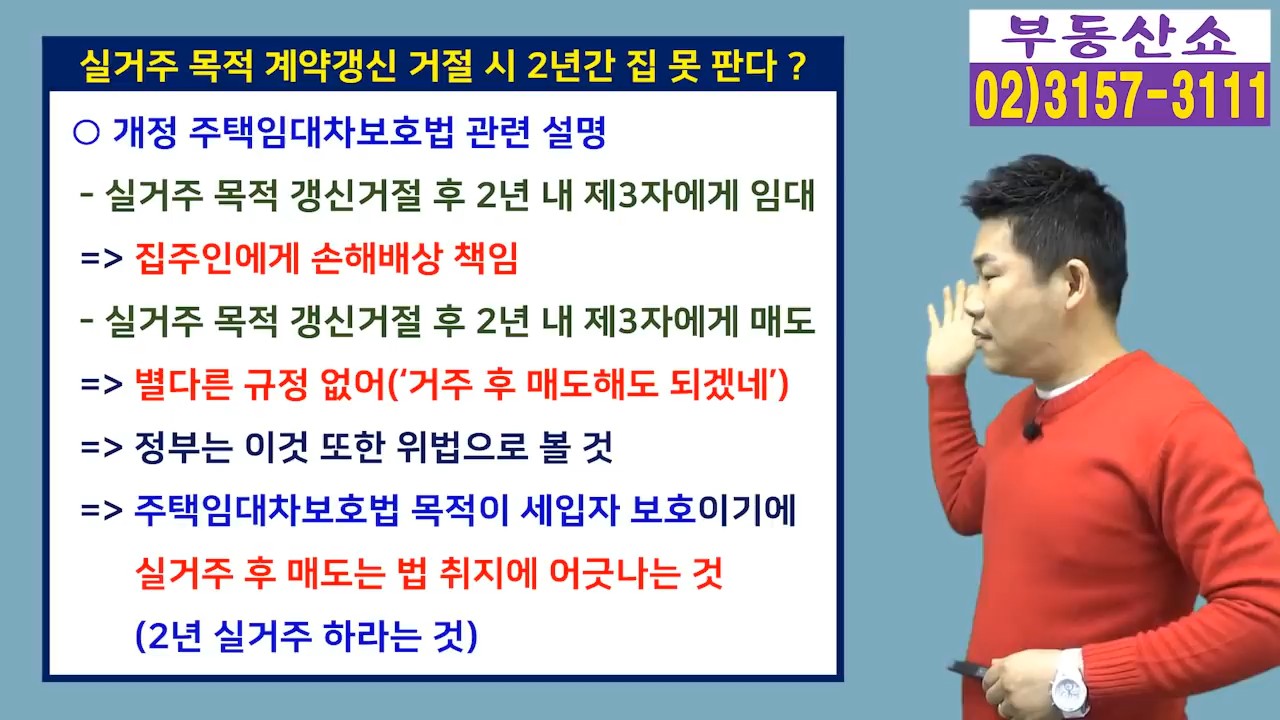 실거주 목적 계약갱신 거절 시 2년간 집 못 판다 ?
부동산쇼
02)3157-3111
○ 개정 주택임대차보호법 관련 설명
- 실거주 목적 갱신거절 후 2년 내 제3자에게 임대
=> 집주인에게 손해배상 책임
- 실거주 목적 갱신거절 후 2년 내 제3자에게 매도
=> 별다른 규정 없어(‘거주 후 매도해도 되겠네’)
=> 정부는 이것 또한 위법으로 볼 것
=> 주택임대차보호법 목적이 세입자 보호이기에
실거주 후 매도는 법 취지에 어긋나는 것
(2년 실거주 하라는 것)